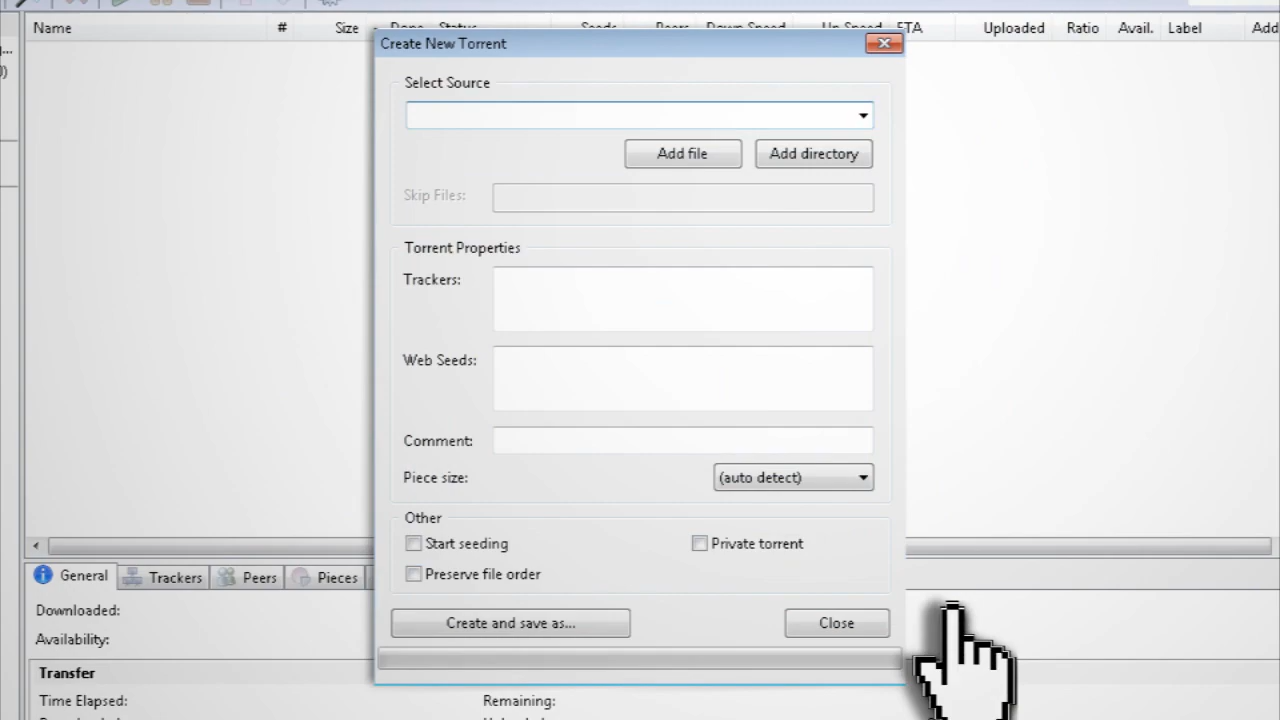 Name # Size Done Status Seeds Peers Down Speed Up Speed ETA Uploaded Ratio Avail. Label Add
Create New Torrent
Select Source
Add file Add directory
Skip Files:
Torrent Properties
Trackers:
Web Seeds:
Comment:
Piece size: (auto detect)
Other
Start seeding Private torrent
Preserve file order
General Trackers Peers Pieces
Create and save as... Close
Downloaded:
Availability:
Transfer
Time Elapsed: Remaining: